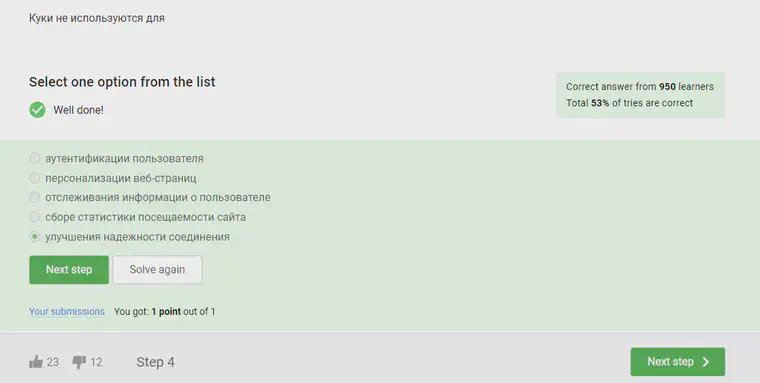 Куки не используются для
Select one option from the list
Well done!
Correct answer from 950 learners
Total 53% of tries are correct
аутентификации пользователя
персонализации веб-страниц
отслеживания информации о пользователе
сборе статистики посещаемости сайта
улучшения надежности соединения
Next step Solve again
Your submissions You got: 1 point out of 1
23 12 Step 4 Next step